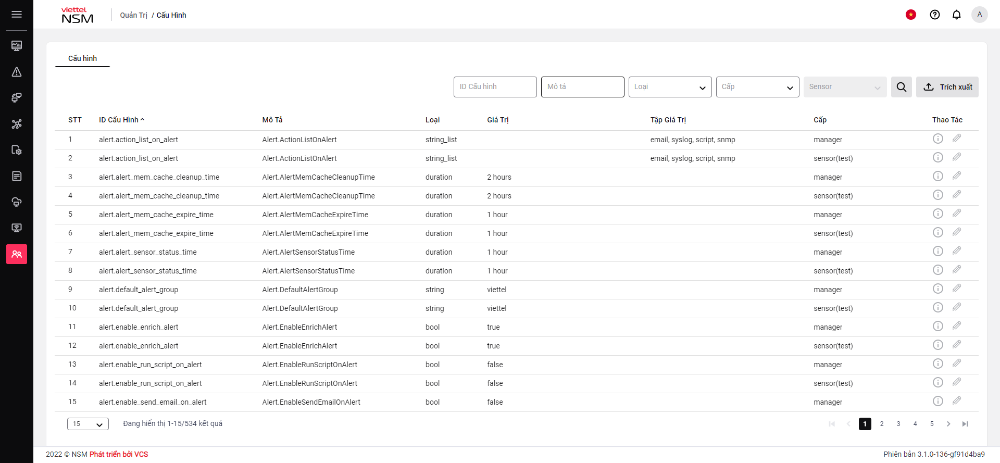 viettel
NSM
Quản Trị / Cấu Hình
A
Cấu hình
ID Cấu hình
Mô tả
Loại
Cấp
Sensor
Trích xuất
STT ID Cấu Hình Mô Tả Loại Giá Trị Tập Giá Trị Cấp Thao Tác
1 alert.action_list_on_alert Alert.ActionListOnAlert string_list email, syslog, script, snmp manager
2 alert.action_list_on_alert Alert.ActionListOnAlert string_list email, syslog, script, snmp sensor(test)
3 alert.alert_mem_cache_cleanup_time Alert.AlertMemCacheCleanupTime duration 2 hours manager
4 alert.alert_mem_cache_cleanup_time Alert.AlertMemCacheCleanupTime duration 2 hours sensor(test)
5 alert.alert_mem_cache_expire_time Alert.AlertMemCacheExpireTime duration 1 hour manager
6 alert.alert_mem_cache_expire_time Alert.AlertMemCacheExpireTime duration 1 hour sensor(test)
7 alert.alert_sensor_status_time Alert.AlertSensorStatusTime duration 1 hour manager
8 alert.alert_sensor_status_time Alert.AlertSensorStatusTime duration 1 hour sensor(test)
9 alert.default_alert_group Alert.DefaultAlertGroup string viettel manager
10 alert.default_alert_group Alert.DefaultAlertGroup string viettel sensor(test)
11 alert.enable_enrich_alert Alert.EnableEnrichAlert bool true manager
12 alert.enable_enrich_alert Alert.EnableEnrichAlert bool true sensor(test)
13 alert.enable_run_script_on_alert Alert.EnableRunScriptOnAlert bool false manager
14 alert.enable_run_script_on_alert Alert.EnableRunScriptOnAlert bool false sensor(test)
15 alert.enable_send_email_on_alert Alert.EnableSendEmailOnAlert bool false manager
15 Đang hiển thị 1-15/534 kết quả 1 2 3 4 5
2022 © NSM Phát triển bởi VCS Phiên bản 3.1.0-136-gf91d4ba9